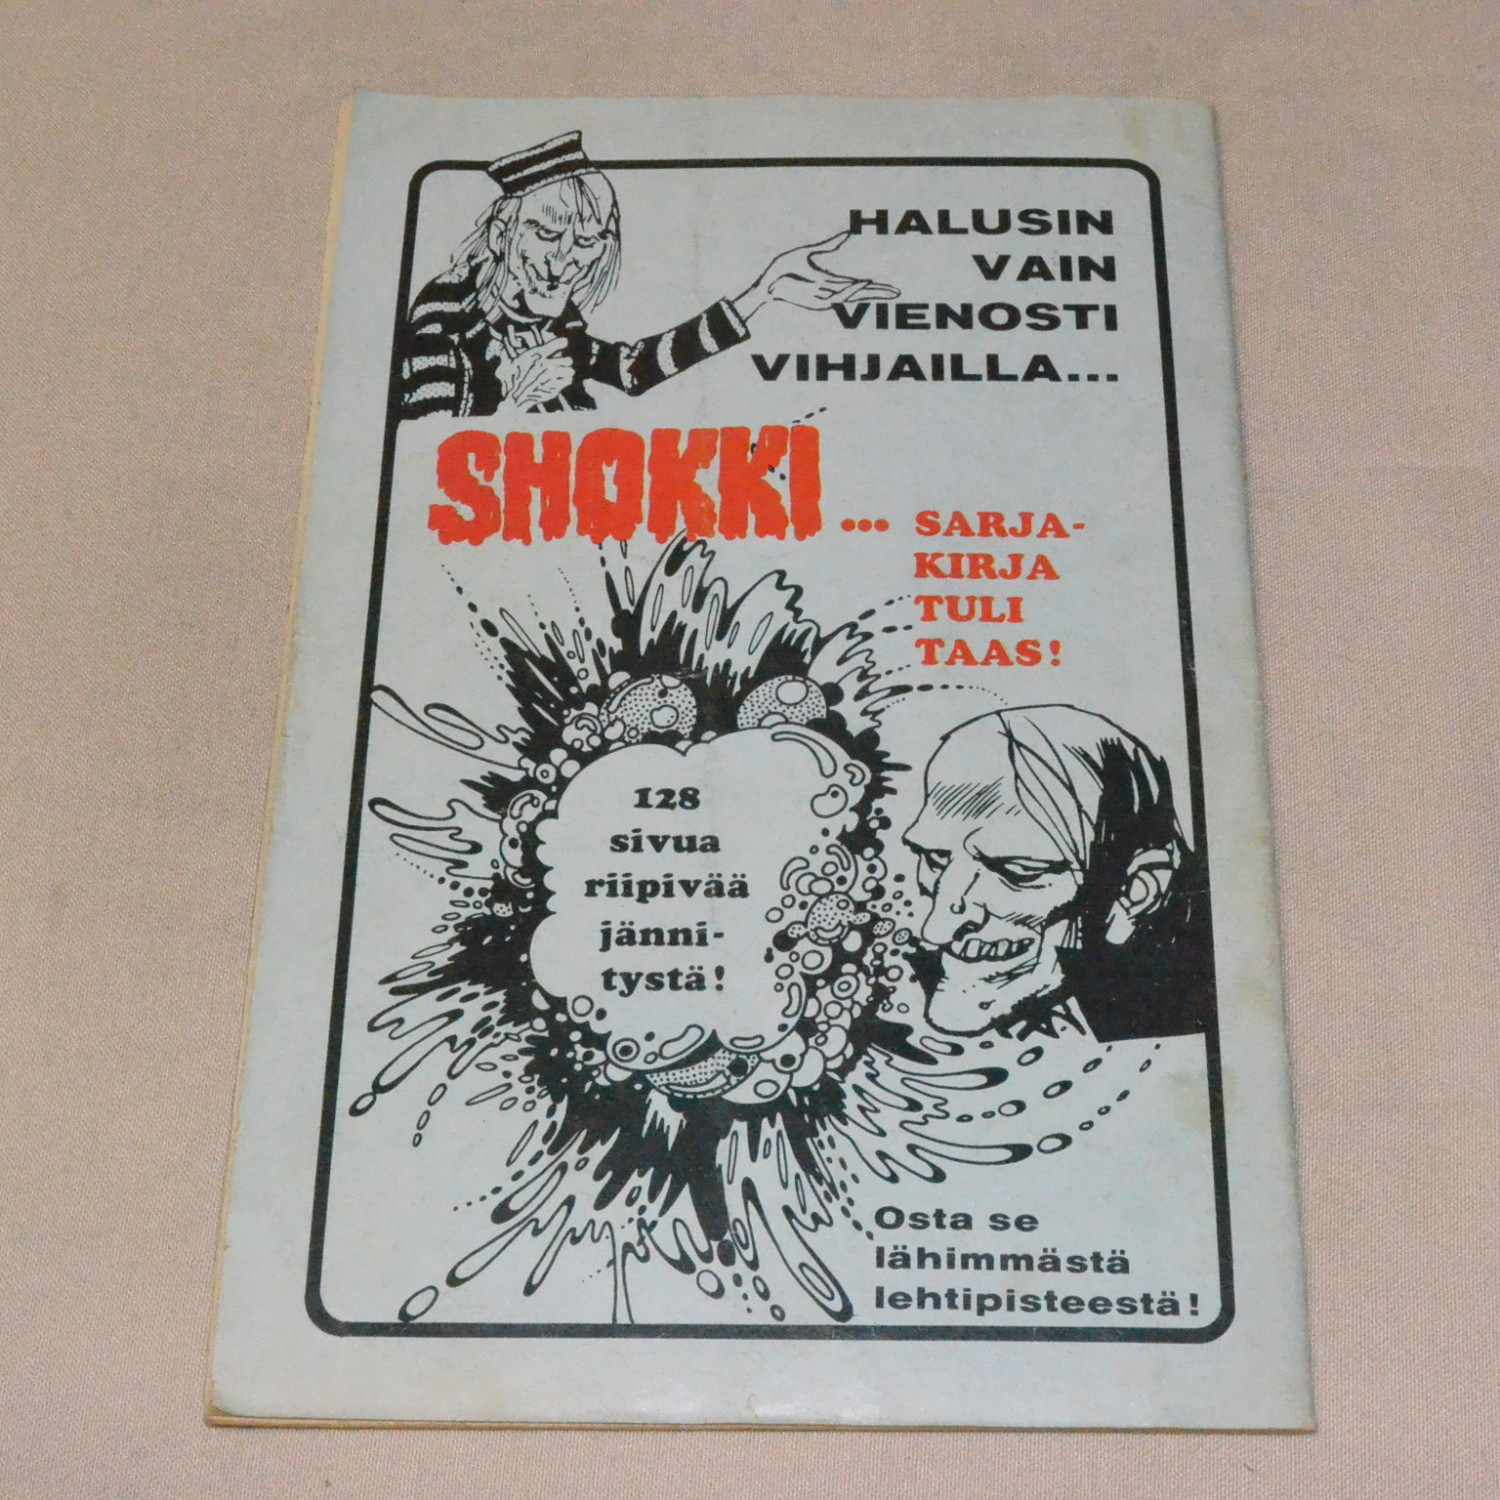 HALUSIN
VAIN
VIENOSTI
VIHJAILLA...
SHOKKI
... SARJA-
KIRJA
TULI
TAAS!
128
sivua
riipivää
jänni-
tystä!
Osta se
lähimmästä
lehtipisteestä!